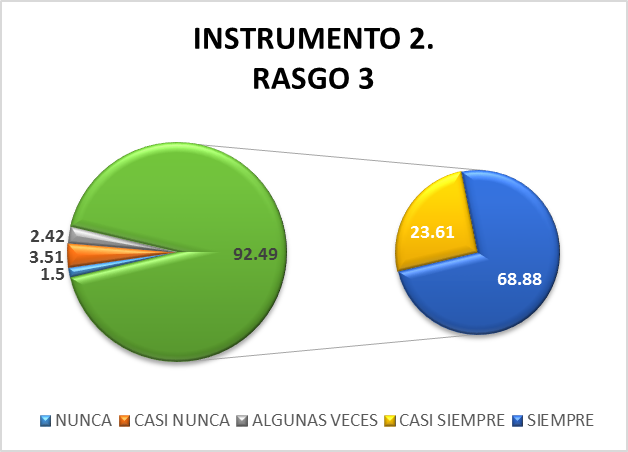 INSTRUMENTO 2.
RASGO 3
2.42
3.51
1.5
92.49
23.61
68.88
NUNCA CASI NUNCA ALGUNAS VECES CASI SIEMPRE SIEMPRE